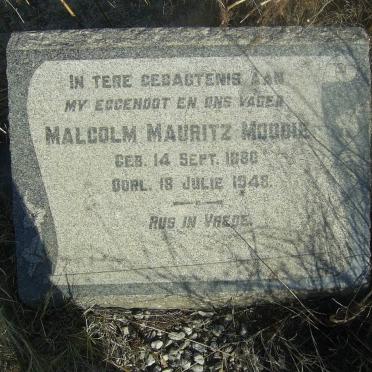 IN TERE GEDAGTENIS AAN
MY EGGENOOT EN ONS VADER
MALCOLM MAURITZ MOODIE
GEB. 14 SEPT. 1880
OORL. 18 JULIE 1948.
RUS IN VREDE.